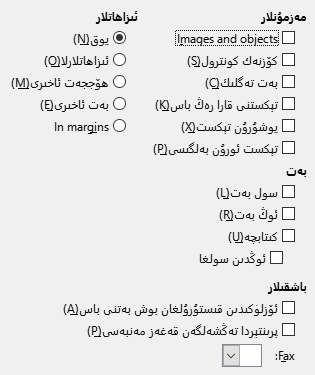 مەزمۇنلار
Images and objects
كۆزنەك كونترول(S)
بەت تەگلىك(C)
تېكىستنى قارا رەڭ باس(K)
يوشۇرۇن تېكست(X)
تېكست ئورۇن بەلگىسى(P)
ئىزاھاتلار
يوق(N)
ئىزاھاتلارلا(O)
ھۆججەت ئاخىرى(M)
بەت ئاخىرى(E)
In margins
بەت
سول بەت(L)
ئوڭ بەت(R)
كىتابچە(U)
ئوڭدىن سولغا
باشقىلار
ئۆزلۈكىدىن قىستۇرۇلغان بوش بەتنى باس(A)
پرىنتېردا تەڭشەلگەن قەغەز مەنبەسى(P)
Fax: